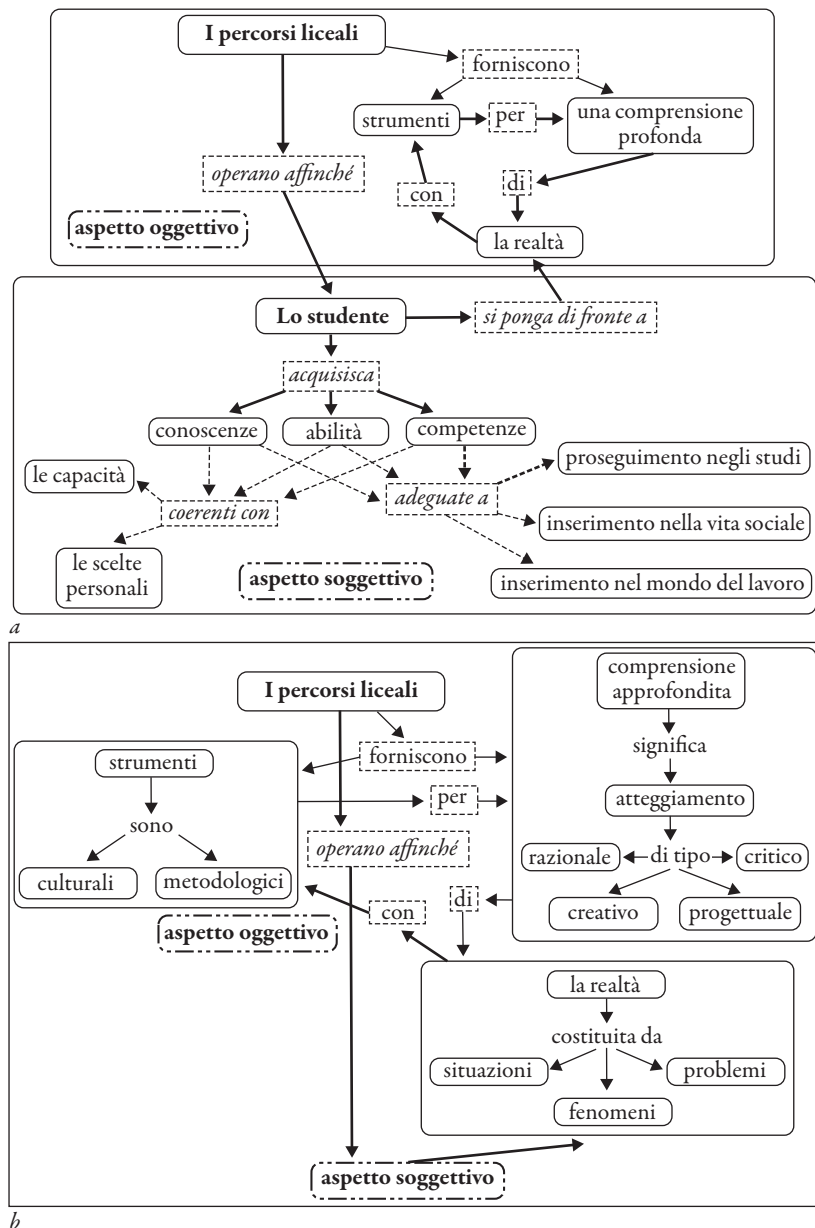 I percorsi liceali
forniscono
strumenti
per
una comprensione
profonda
operano affinché
con
di
aspetto oggettivo
la realtà
Lo studente
si ponga di fronte a
acquisisca
conoscenze
abilità
competenze
le capacità
proseguimento negli studi
coerenti con
adeguate a
inserimento nella vita sociale
le scelte
personali
aspetto soggettivo
inserimento nel mondo del lavoro
a
I percorsi liceali
comprensione
approfondita
forniscono
significa
strumenti
per
atteggiamento
sono
operano affinché
razionale
di tipo
critico
culturali
metodologici
creativo
progettuale
di
con
aspetto oggettivo
la realtà
costituita da
situazioni
problemi
fenomeni
aspetto soggettivo
b